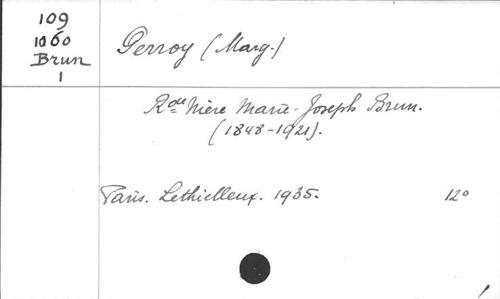 109
1060
Brun
1
Perroy (Marg.)
Rde Mère Marie-Joseph Brun.
(1848-1921).
Paris. Lethielleux. 1935. 12°